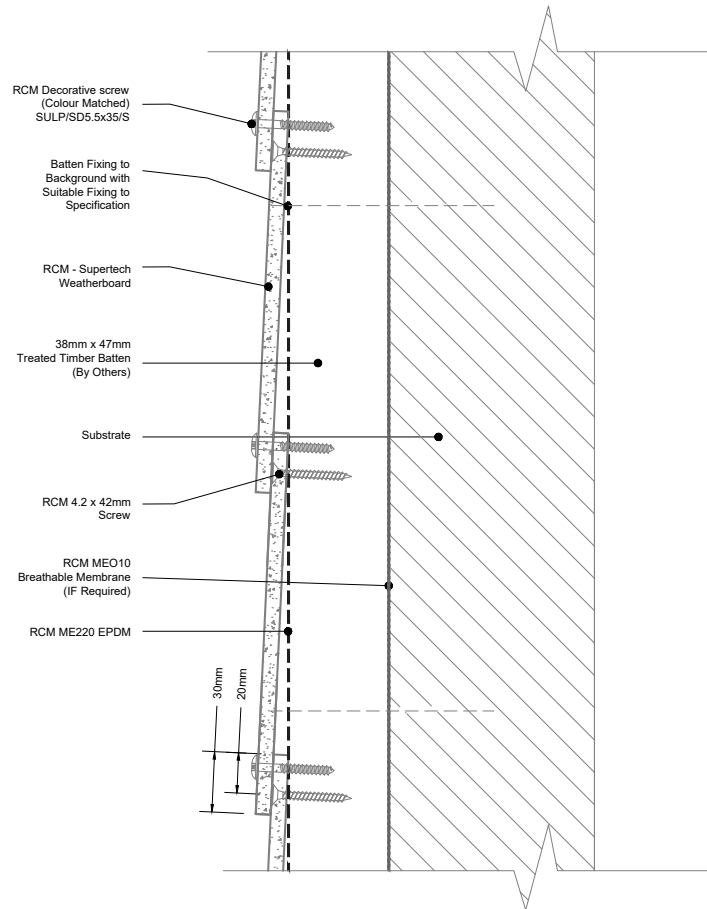 RCM Decorative screw
(Colour Matched)
SULP/SD5.5x35/S
Batten Fixing to
Background with
Suitable Fixing to
Specification
RCM - Supertech
Weatherboard
38mm x 47mm
Treated Timber Batten
(By Others)
Substrate
RCM 4.2 x 42mm
Screw
RCM MEO10
Breathable Membrane
(IF Required)
RCM ME220 EPDM
30mm
20mm